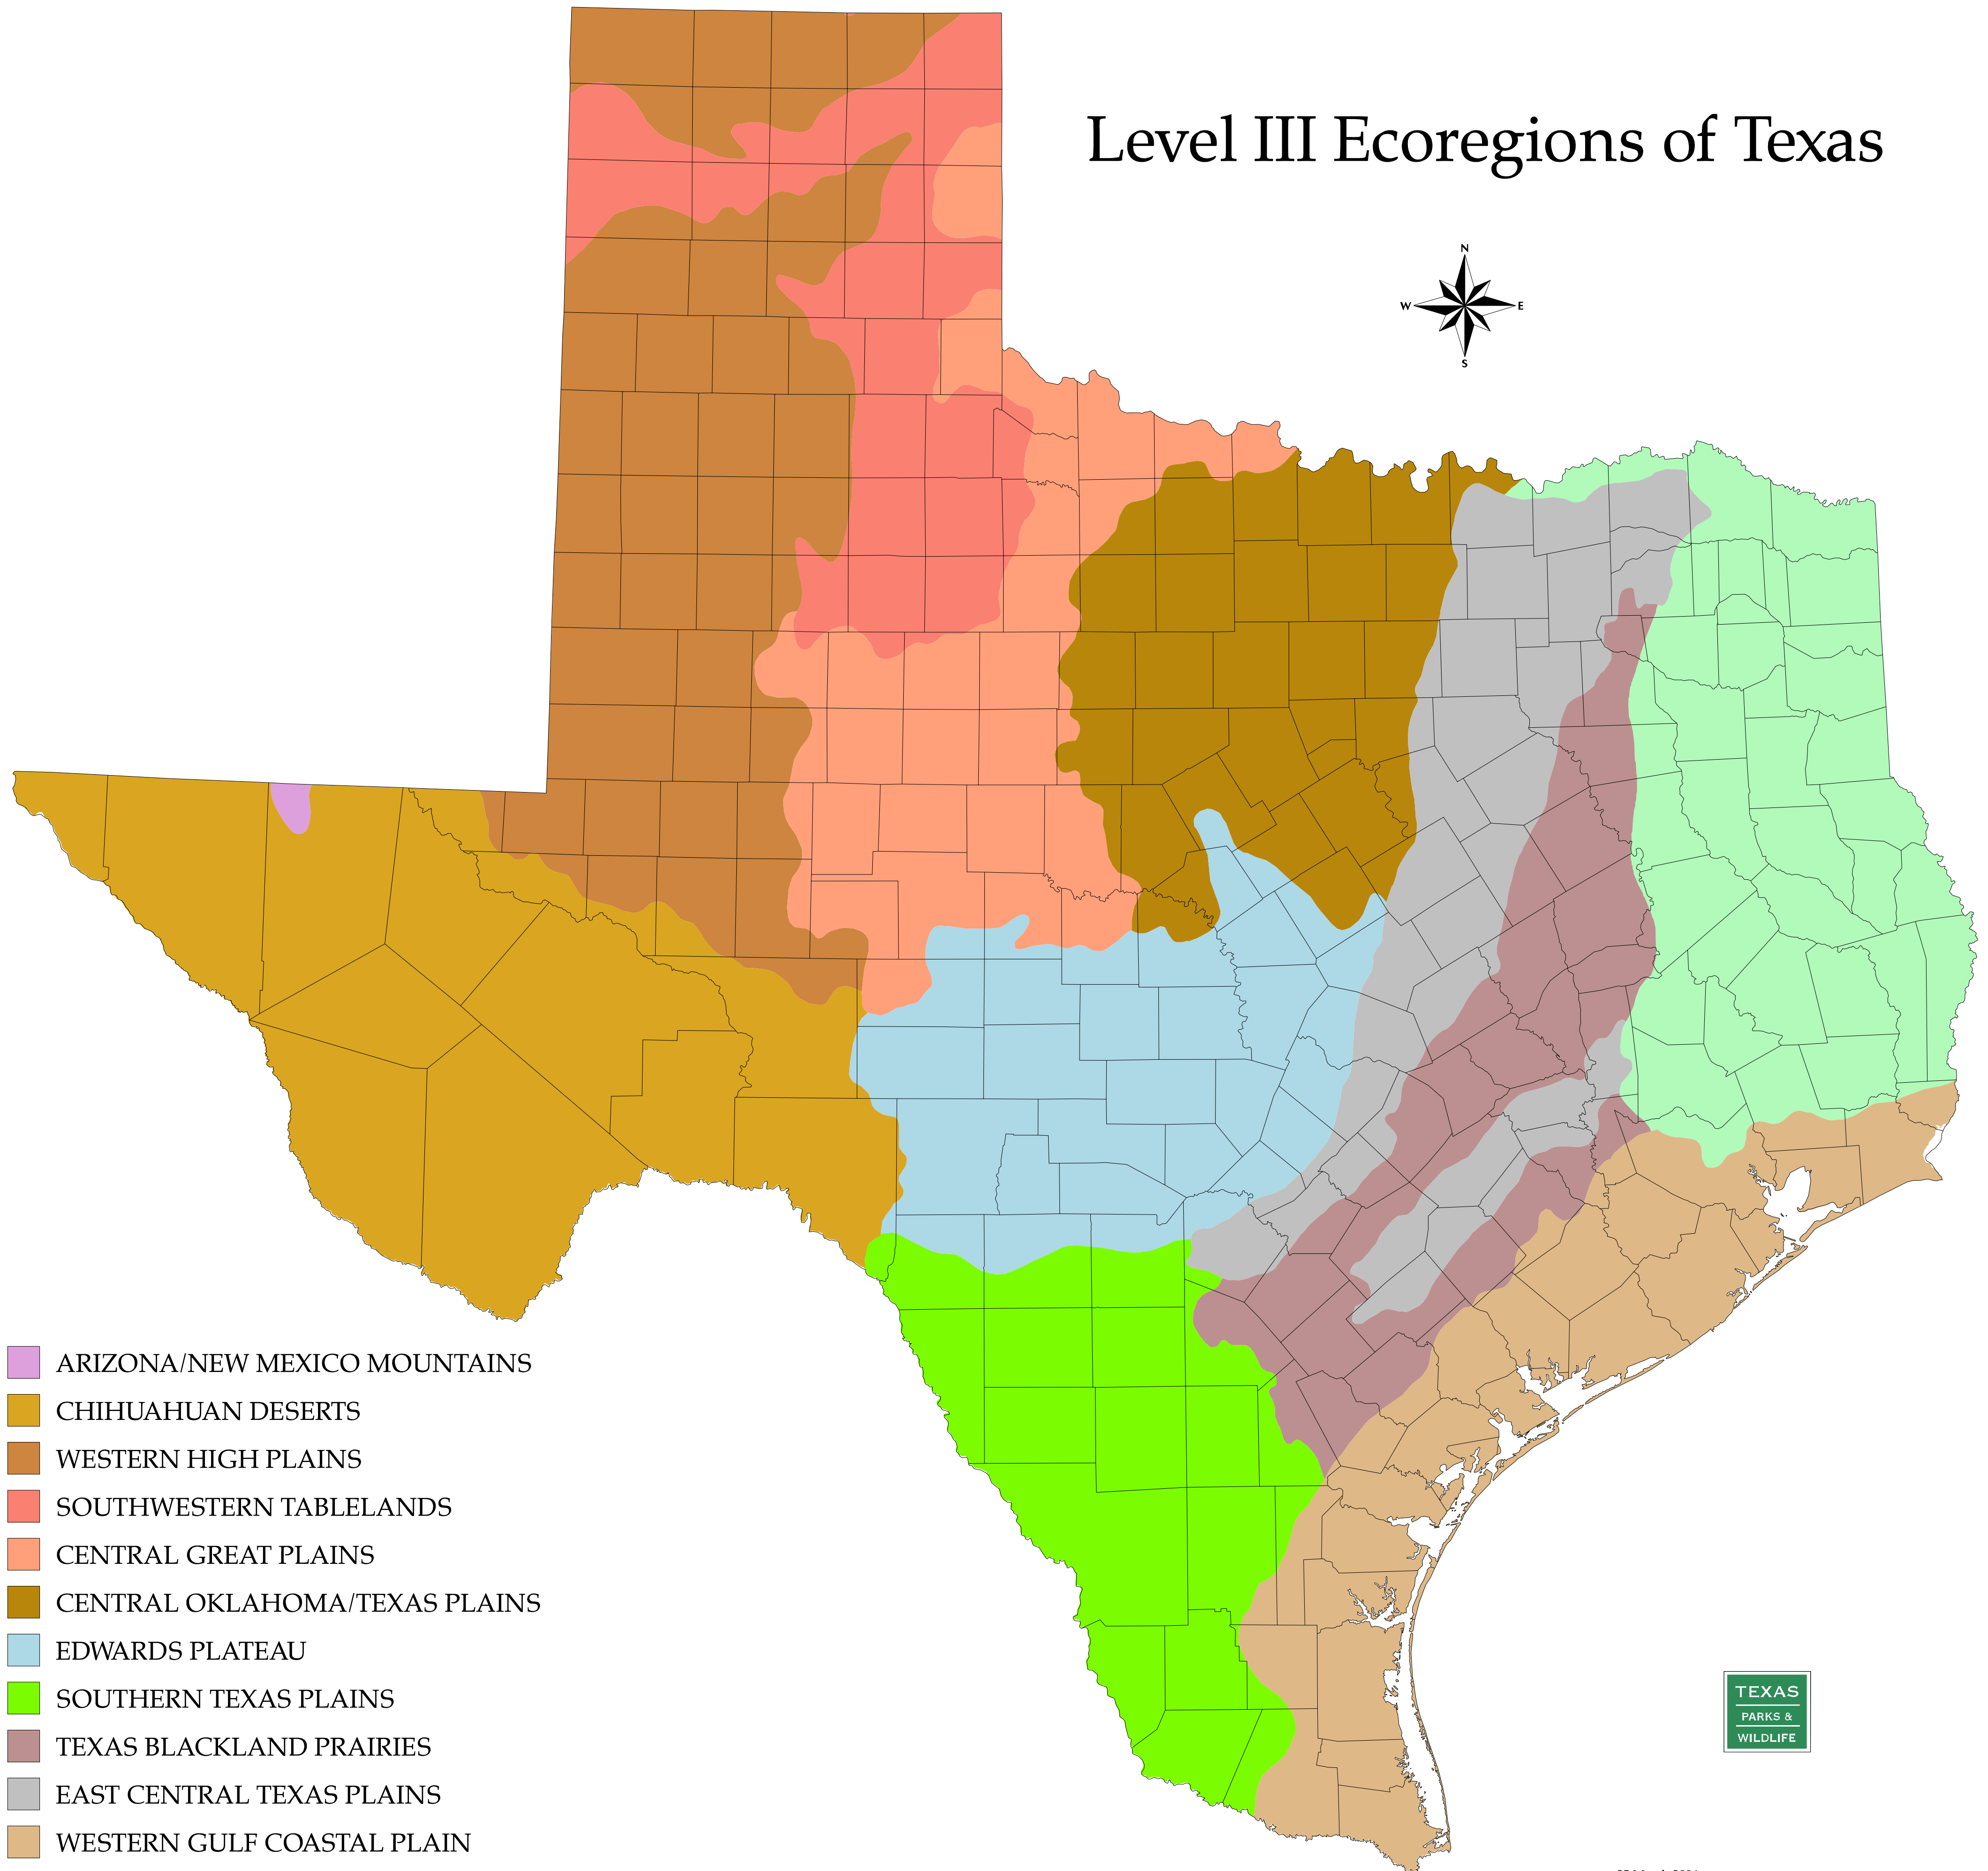 Level III Ecoregions of Texas
N
W E
S
ARIZONA/NEW MEXICO MOUNTAINS
CHIHUAHUAN DESERTS
WESTERN HIGH PLAINS
SOUTHWESTERN TABLELANDS
CENTRAL GREAT PLAINS
CENTRAL OKLAHOMA/TEXAS PLAINS
EDWARDS PLATEAU
SOUTHERN TEXAS PLAINS
TEXAS BLACKLAND PRAIRIES
EAST CENTRAL TEXAS PLAINS
WESTERN GULF COASTAL PLAIN
TEXAS
PARKS &
WILDLIFE